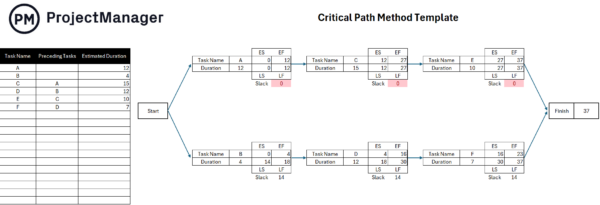 PM ProjectManager
Critical Path Method Template
Task Name Preceding Tasks Estimated Duration
A 12
B 4
C A 15
D B 12
E C 10
F D 7
ES EF ES EF ES EF
Task Name A 0 12 Task Name C 12 27 Task Name E 27 37
Duration 12 0 12 Duration 15 12 27 Duration 10 27 37
LS LF LS LF LS LF
Slack 0 Slack 0 Slack 0
Start Finish 37
ES EF ES EF ES EF
Task Name B 0 4 Task Name D 4 16 Task Name F 16 23
Duration 4 14 18 Duration 12 18 30 Duration 7 30 37
LS LF LS LF LS LF
Slack 14 Slack 14 Slack 14